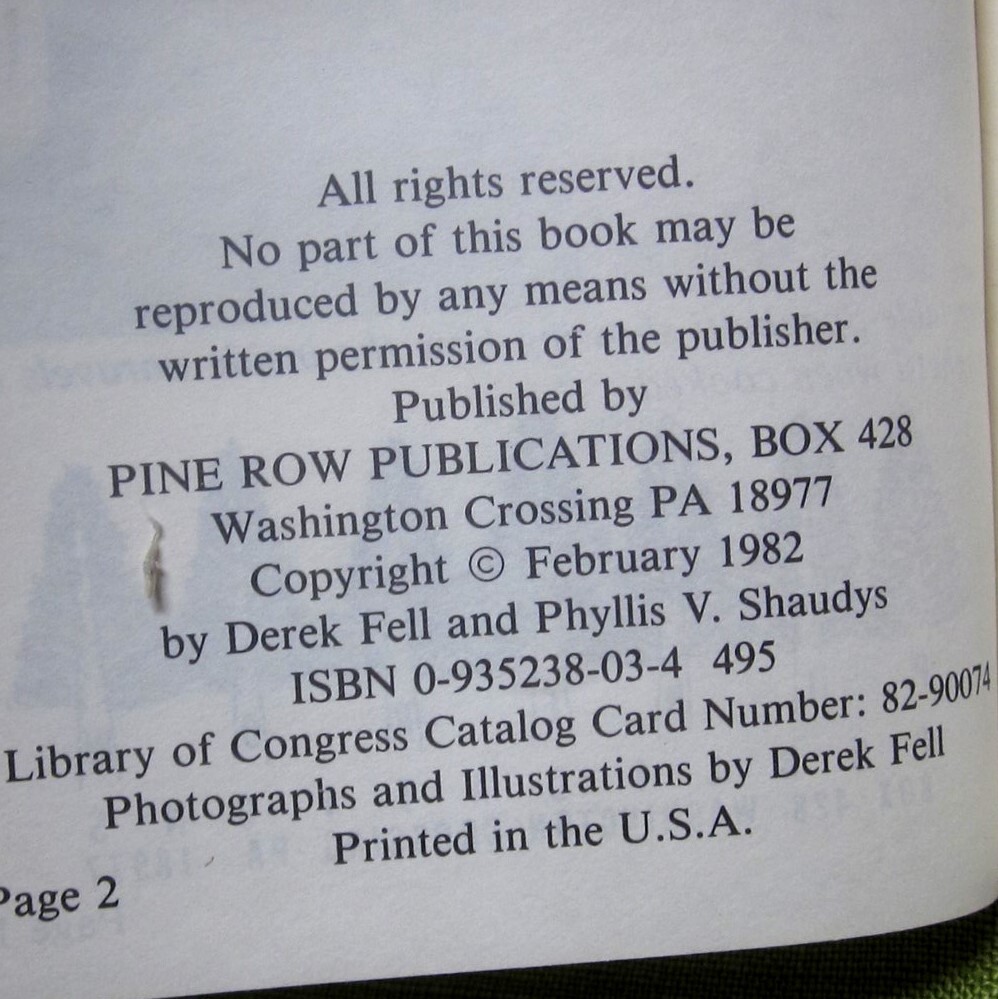 All rights reserved.
No part of this book may be
reproduced by any means without the
written permission of the publisher.
Published by
PINE ROW PUBLICATIONS, BOX 428
Washington Crossing PA 18977
Copyright © February 1982
by Derek Fell and Phyllis V. Shaudys
ISBN 0-935238-03-4 495
Library of Congress Catalog Card Number: 82-90074
Photographs and Illustrations by Derek Fell
Printed in the U.S.A.
Page 2